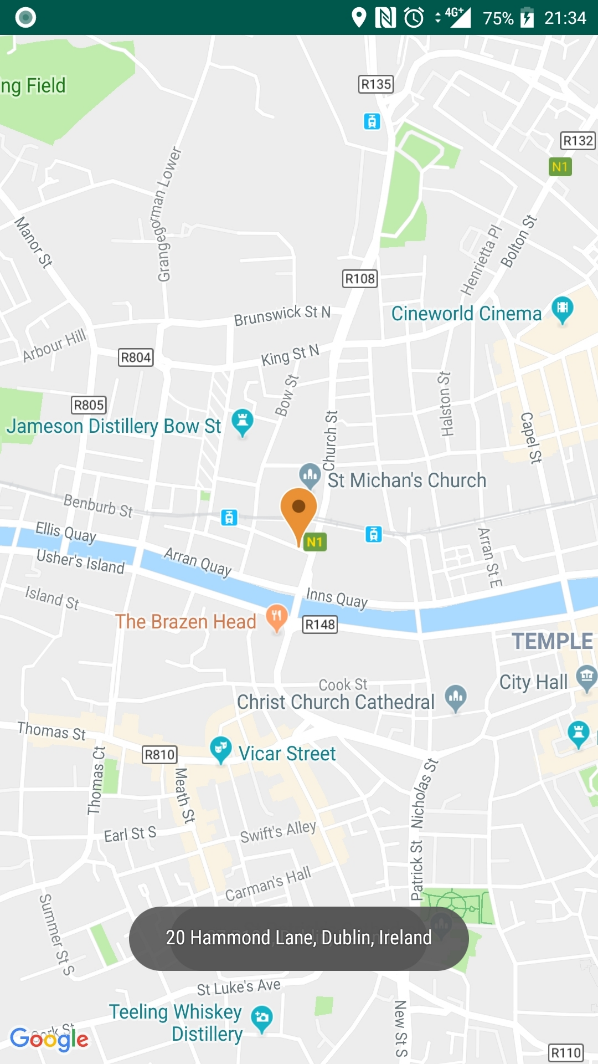 4G+ 75% 21:34
R135
ng Field
R132
N1
Grangegorman Lower
Manor St
Henrietta Pl
Bolton St
R108
Brunswick St N
Cineworld Cinema
Arbour Hill
R804
King St N
Bow St
Halston St
R805
Church St
Capel St
Jameson Distillery Bow St
St Michan's Church
Benburb St
Ellis Quay
N1
Arran St E
Usher's Island
Arran Quay
Island St
Inns Quay
The Brazen Head
R148
TEMPLE
Cook St
City Hall
Christ Church Cathedral
Thomas St
R810
Vicar Street
Thomas Ct
Meath St
Nicholas St
Earl St S
Swift's Alley
Patrick St
Carman's Hall
Summer St S
20 Hammond Lane, Dublin, Ireland
St Luke's Ave
Teeling Whiskey
Distillery
New St S
Google
R110